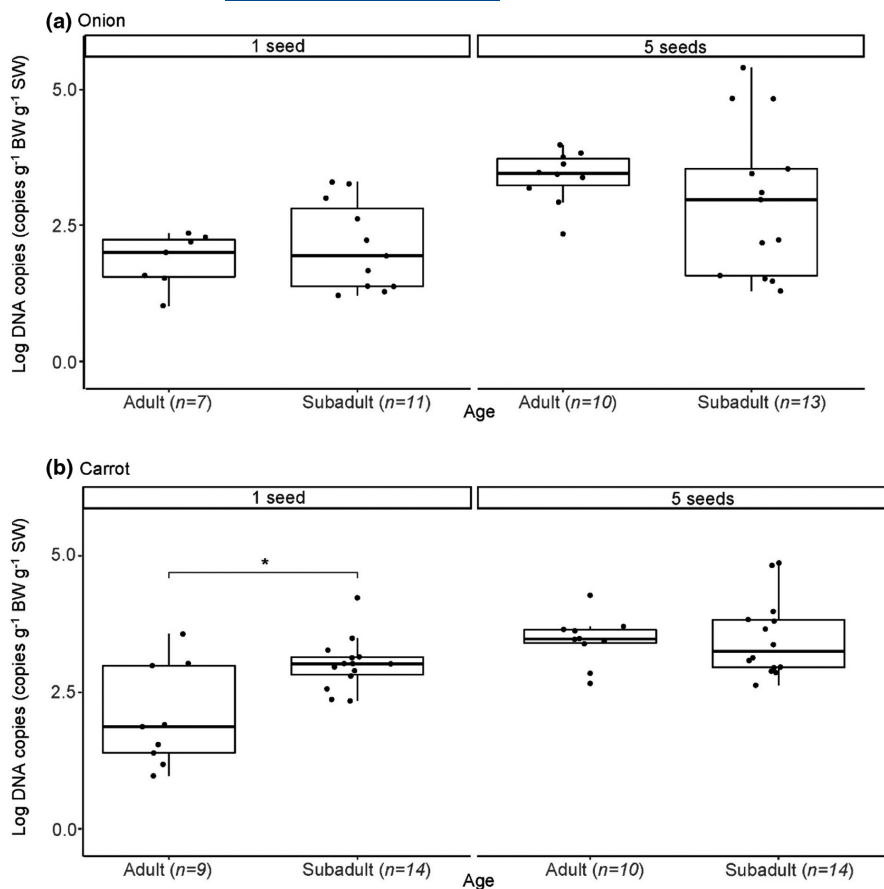 (a) Onion
1 seed 5 seeds
Log DNA copies (copies g⁻¹ BW g⁻¹ SW)
5.0
2.5
0.0
Adult (n=7) Subadult (n=11) Adult (n=10) Subadult (n=13)
Age
(b) Carrot
1 seed 5 seeds
Log DNA copies (copies g⁻¹ BW g⁻¹ SW)
5.0
*
2.5
0.0
Adult (n=9) Subadult (n=14) Adult (n=10) Subadult (n=14)
Age